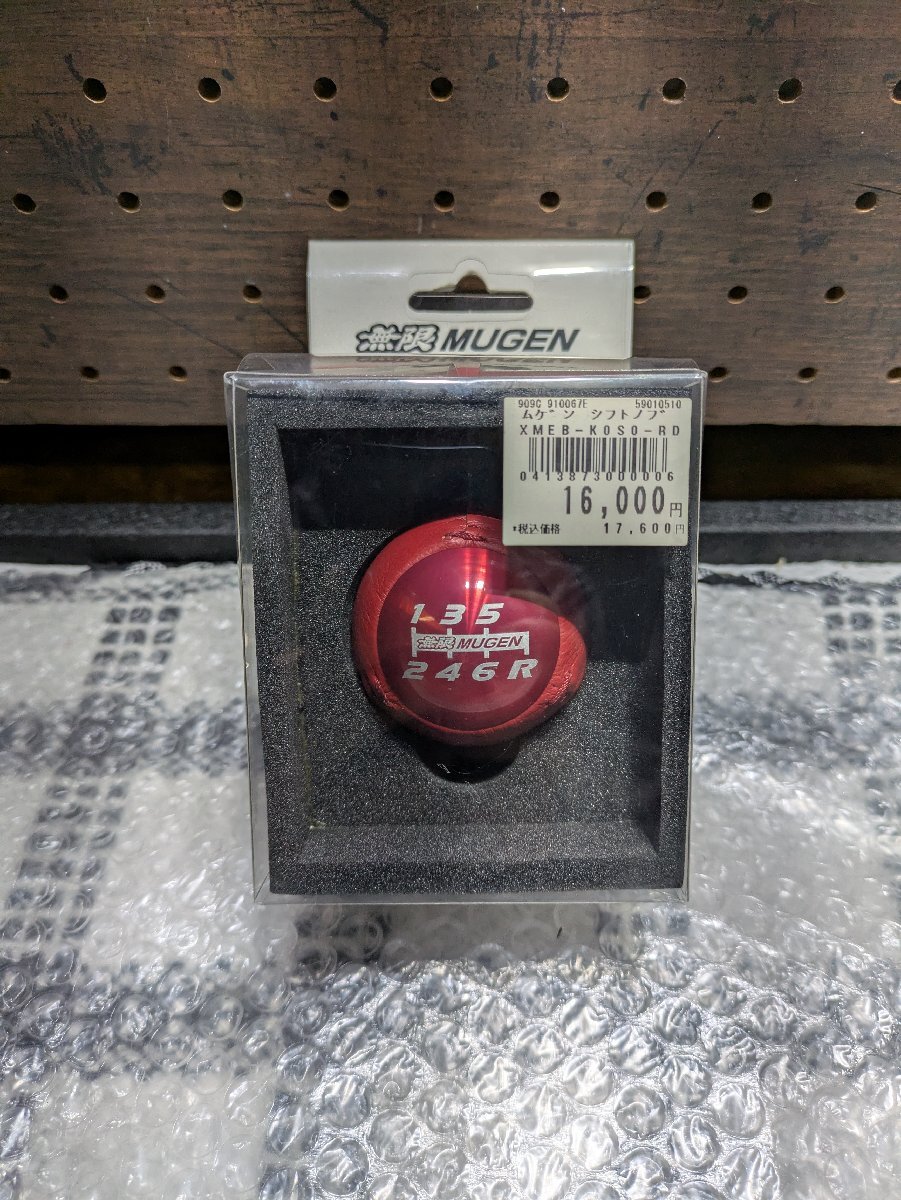 無限 MUGEN
909G 910067E 59010510
ムゲン シフトノブ
XMEB-K0S0-RD
0413873000006
16,000円
*税込価格 17,600円
1 3 5
無限 MUGEN
2 4 6 R